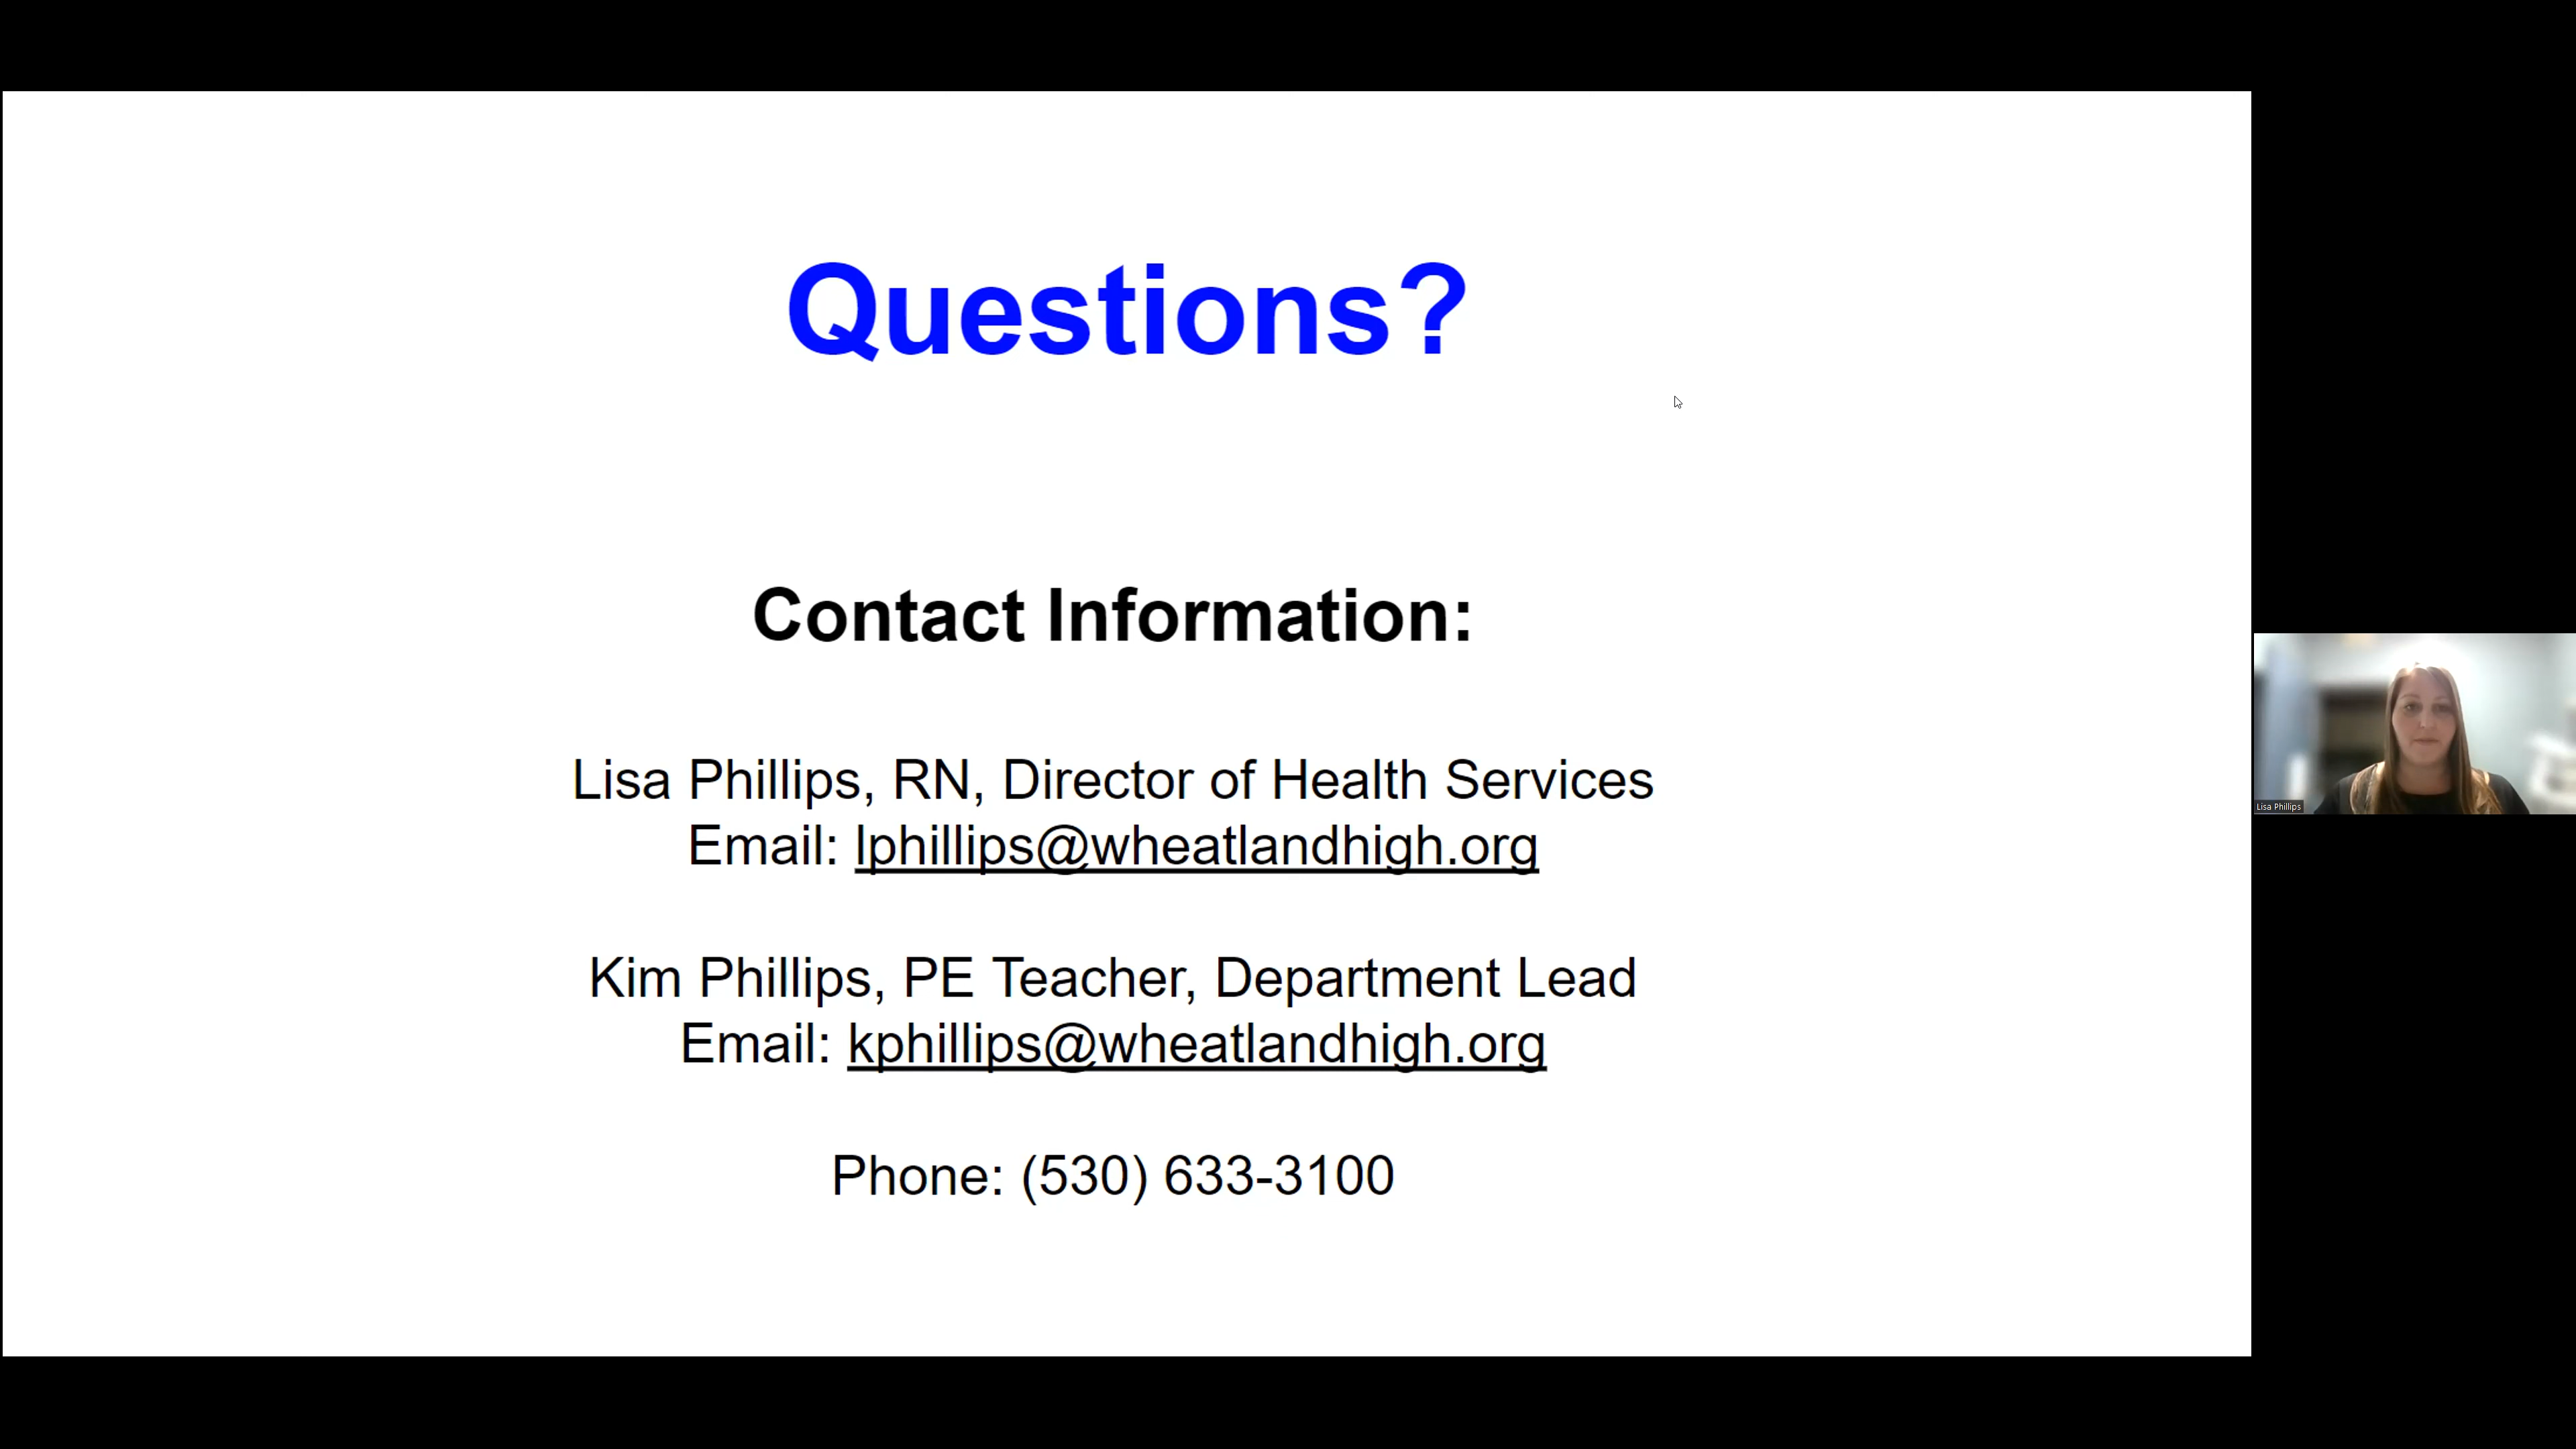 Questions?
Contact Information:
Lisa Phillips, RN, Director of Health Services
Email: lphillips@wheatlandhigh.org
Kim Phillips, PE Teacher, Department Lead
Email: kphillips@wheatlandhigh.org
Phone: (530) 633-3100
Lisa Phillips